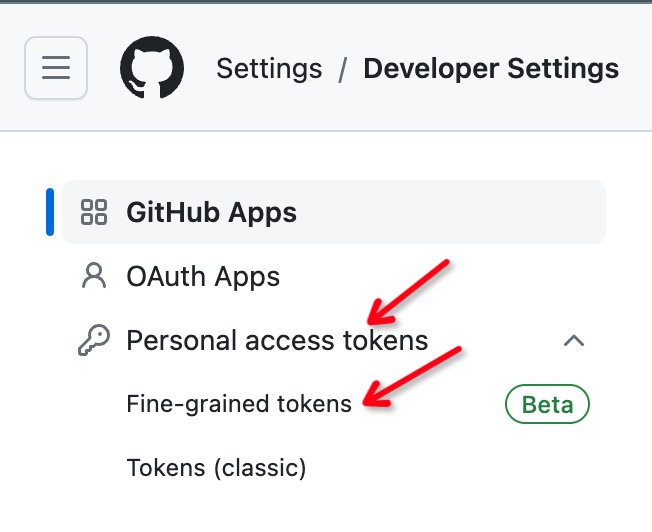 Settings / Developer Settings
GitHub Apps
OAuth Apps
Personal access tokens
Fine-grained tokens Beta
Tokens (classic)